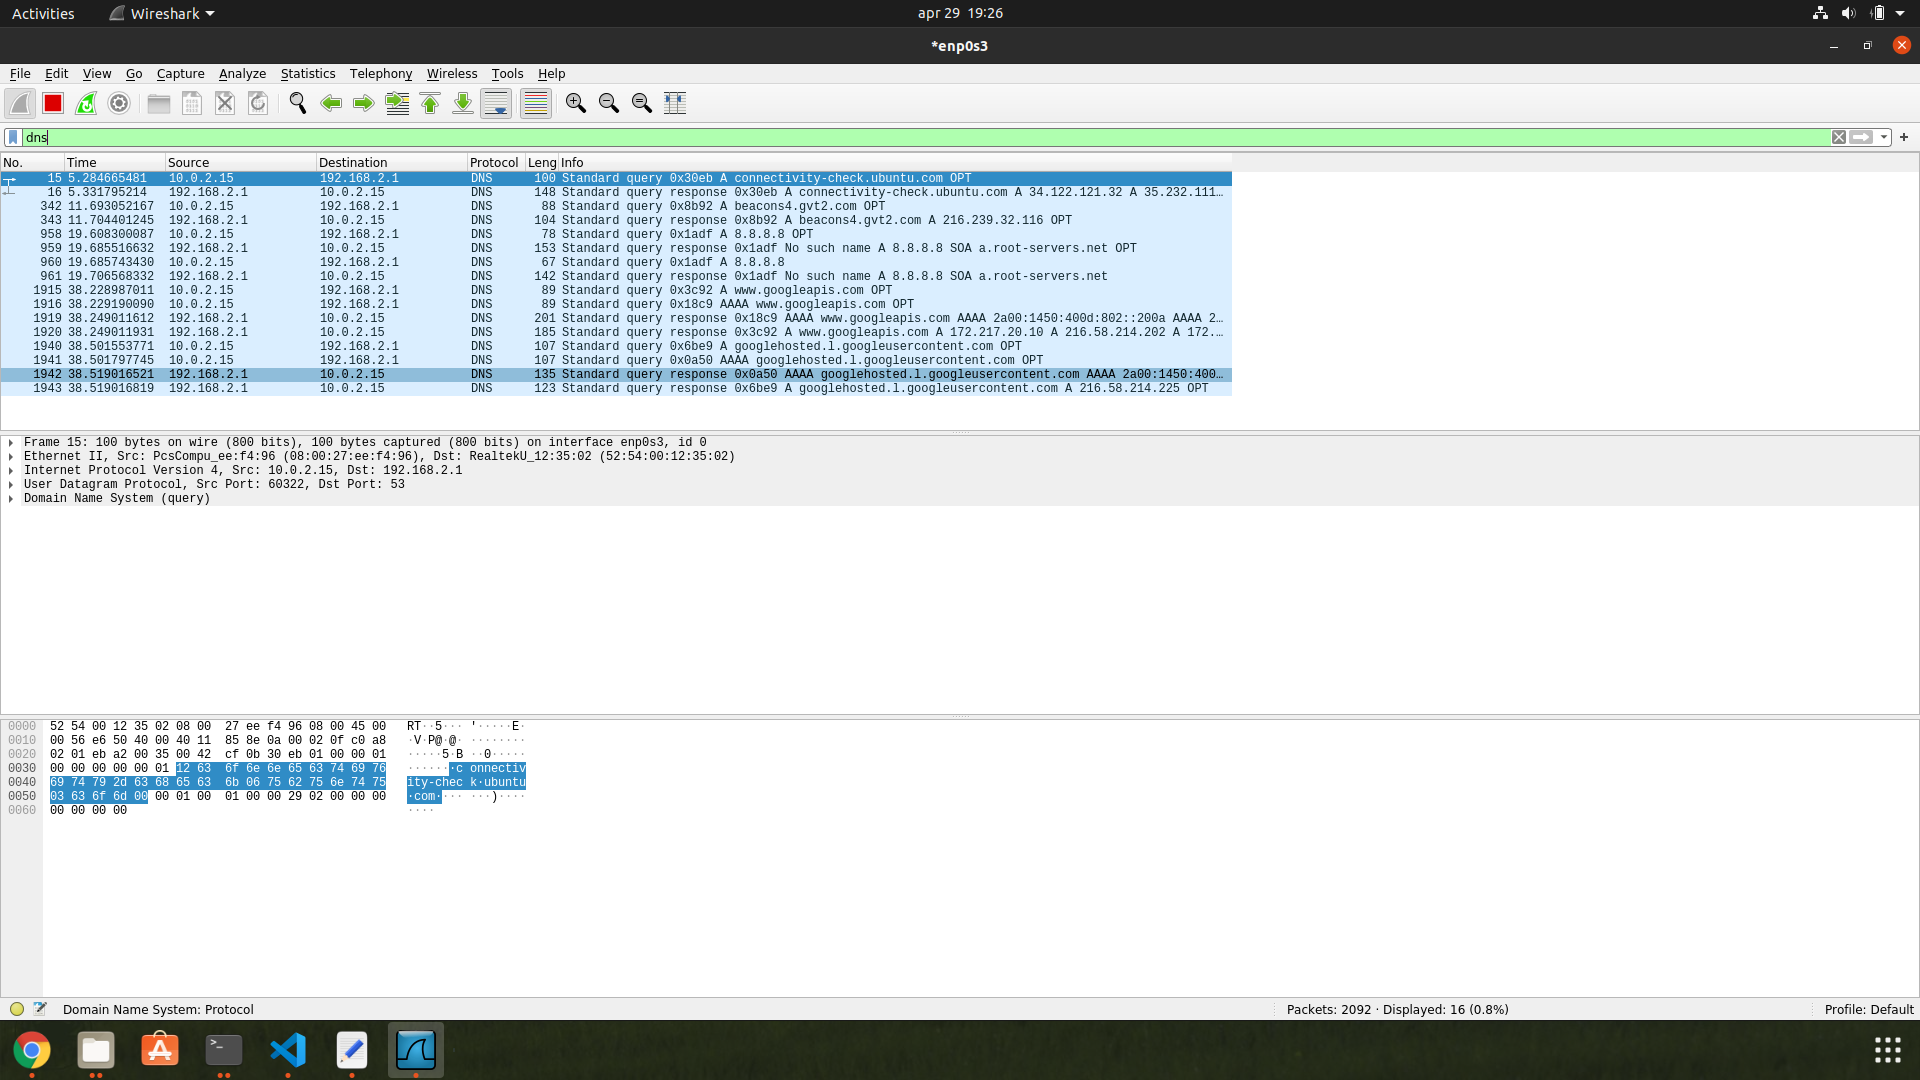 Activities Wireshark apr 29 19:26
*enp0s3
File Edit View Go Capture Analyze Statistics Telephony Wireless Tools Help
dns
No. Time Source Destination Protocol Leng Info
15 5.284665481 10.0.2.15 192.168.2.1 DNS 100 Standard query 0x30eb A connectivity-check.ubuntu.com OPT
16 5.331795214 192.168.2.1 10.0.2.15 DNS 148 Standard query response 0x30eb A connectivity-check.ubuntu.com A 34.122.121.32 A 35.232.111…
342 11.693052167 10.0.2.15 192.168.2.1 DNS 88 Standard query 0x8b92 A beacons4.gvt2.com OPT
343 11.704401245 192.168.2.1 10.0.2.15 DNS 104 Standard query response 0x8b92 A beacons4.gvt2.com A 216.239.32.116 OPT
958 19.608300087 10.0.2.15 192.168.2.1 DNS 78 Standard query 0x1adf A 8.8.8.8 OPT
959 19.685516632 192.168.2.1 10.0.2.15 DNS 153 Standard query response 0x1adf No such name A 8.8.8.8 SOA a.root-servers.net OPT
960 19.685743430 10.0.2.15 192.168.2.1 DNS 67 Standard query 0x1adf A 8.8.8.8
961 19.706568332 192.168.2.1 10.0.2.15 DNS 142 Standard query response 0x1adf No such name A 8.8.8.8 SOA a.root-servers.net
1915 38.228987011 10.0.2.15 192.168.2.1 DNS 89 Standard query 0x3c92 A www.googleapis.com OPT
1916 38.229190090 10.0.2.15 192.168.2.1 DNS 89 Standard query 0x18c9 AAAA www.googleapis.com OPT
1919 38.249011612 192.168.2.1 10.0.2.15 DNS 201 Standard query response 0x18c9 AAAA www.googleapis.com AAAA 2a00:1450:400d:802::200a AAAA 2…
1920 38.249011931 192.168.2.1 10.0.2.15 DNS 185 Standard query response 0x3c92 A www.googleapis.com A 172.217.20.10 A 216.58.214.202 A 172.…
1940 38.501553771 10.0.2.15 192.168.2.1 DNS 107 Standard query 0x6be9 A googlehosted.l.googleusercontent.com OPT
1941 38.501797745 10.0.2.15 192.168.2.1 DNS 107 Standard query 0x0a50 AAAA googlehosted.l.googleusercontent.com OPT
1942 38.519016521 192.168.2.1 10.0.2.15 DNS 135 Standard query response 0x0a50 AAAA googlehosted.l.googleusercontent.com AAAA 2a00:1450:400…
1943 38.519016819 192.168.2.1 10.0.2.15 DNS 123 Standard query response 0x6be9 A googlehosted.l.googleusercontent.com A 216.58.214.225 OPT
Frame 15: 100 bytes on wire (800 bits), 100 bytes captured (800 bits) on interface enp0s3, id 0
Ethernet II, Src: PcsCompu_ee:f4:96 (08:00:27:ee:f4:96), Dst: RealtekU_12:35:02 (52:54:00:12:35:02)
Internet Protocol Version 4, Src: 10.0.2.15, Dst: 192.168.2.1
User Datagram Protocol, Src Port: 60322, Dst Port: 53
Domain Name System (query)
0000 52 54 00 12 35 02 08 00 27 ee f4 96 08 00 45 00 RT··5··· '·····E·
0010 00 56 e6 50 40 00 40 11 85 8e 0a 00 02 0f c0 a8 ·V·P@·@· ········
0020 02 01 eb a2 00 35 00 42 cf 0b 30 eb 01 00 00 01 ·····5·B ··0·····
0030 00 00 00 00 00 01 12 63 6f 6e 6e 65 63 74 69 76 ·······c onnectiv
0040 69 74 79 2d 63 68 65 63 6b 06 75 62 75 6e 74 75 ity-chec k·ubuntu
0050 03 63 6f 6d 00 00 01 00 01 00 00 29 02 00 00 00 ·com···· ···)····
0060 00 00 00 00 ····
Domain Name System: Protocol Packets: 2092 · Displayed: 16 (0.8%) Profile: Default